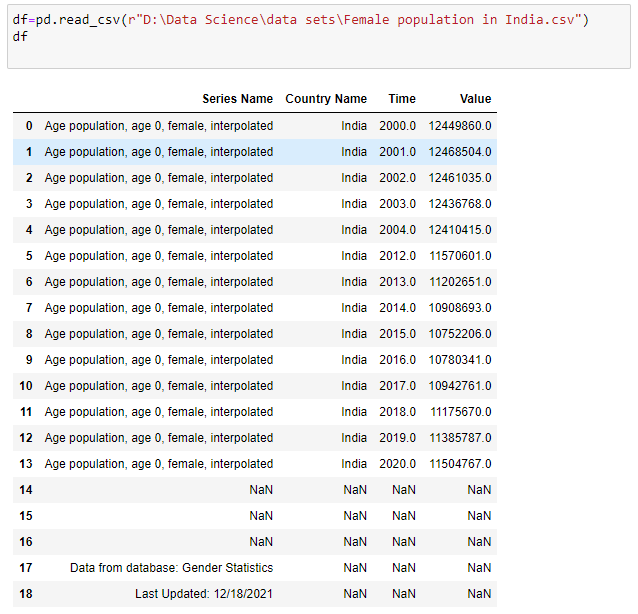 df=pd.read_csv(r"D:\Data Science\data sets\Female population in India.csv")
df
Series Name Country Name Time Value
0 Age population, age 0, female, interpolated India 2000.0 12449860.0
1 Age population, age 0, female, interpolated India 2001.0 12468504.0
2 Age population, age 0, female, interpolated India 2002.0 12461035.0
3 Age population, age 0, female, interpolated India 2003.0 12436768.0
4 Age population, age 0, female, interpolated India 2004.0 12410415.0
5 Age population, age 0, female, interpolated India 2012.0 11570601.0
6 Age population, age 0, female, interpolated India 2013.0 11202651.0
7 Age population, age 0, female, interpolated India 2014.0 10908693.0
8 Age population, age 0, female, interpolated India 2015.0 10752206.0
9 Age population, age 0, female, interpolated India 2016.0 10780341.0
10 Age population, age 0, female, interpolated India 2017.0 10942761.0
11 Age population, age 0, female, interpolated India 2018.0 11175670.0
12 Age population, age 0, female, interpolated India 2019.0 11385787.0
13 Age population, age 0, female, interpolated India 2020.0 11504767.0
14 NaN NaN NaN NaN
15 NaN NaN NaN NaN
16 NaN NaN NaN NaN
17 Data from database: Gender Statistics NaN NaN NaN
18 Last Updated: 12/18/2021 NaN NaN NaN